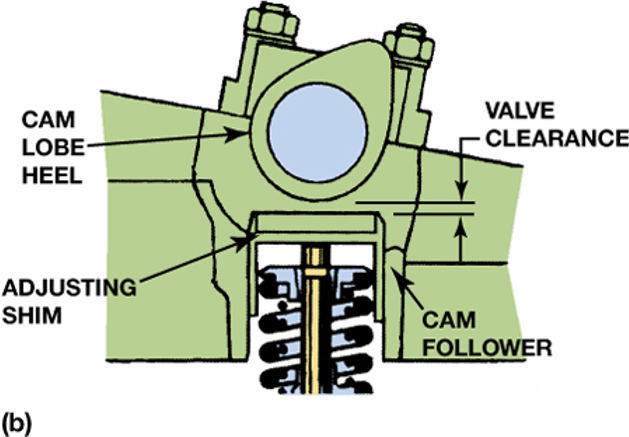 CAM
LOBE
HEEL
VALVE
CLEARANCE
ADJUSTING
SHIM
CAM
FOLLOWER
(b)